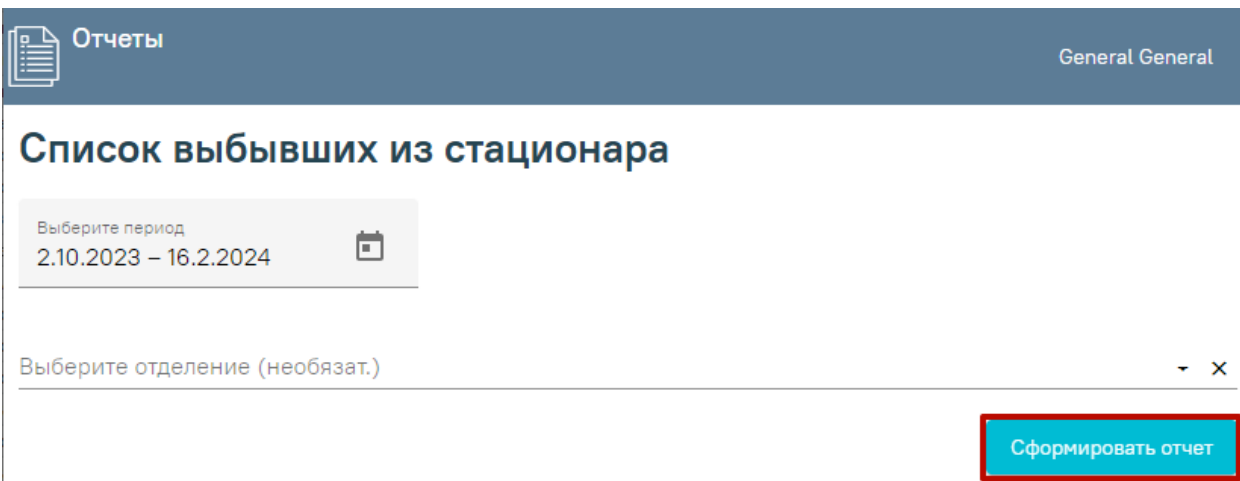 Отчеты
General General
Список выбывших из стационара
Выберите период
2.10.2023 – 16.2.2024
Выберите отделение (необязат.)
Сформировать отчет